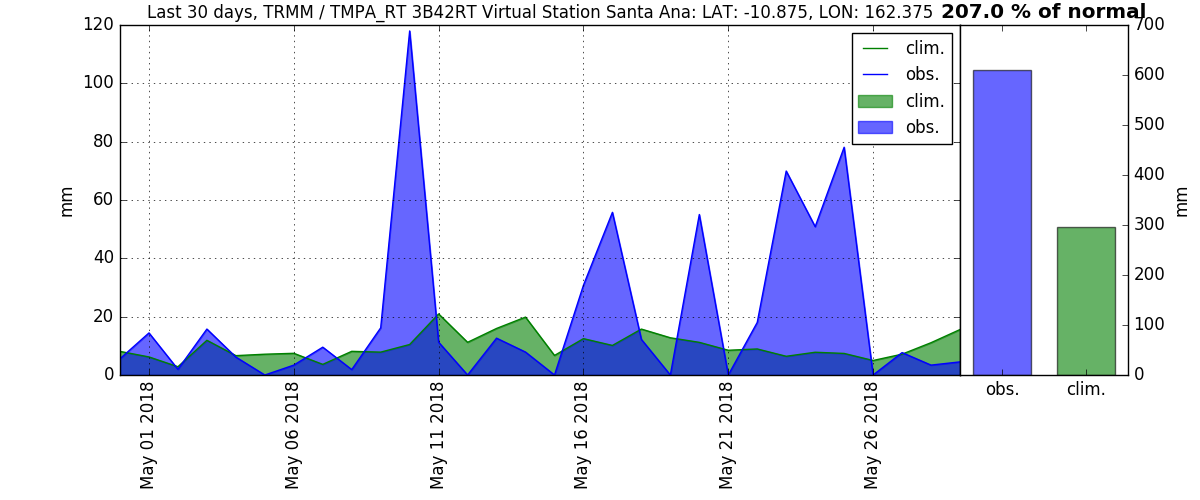 Last 30 days, TRMM / TMPA_RT 3B42RT Virtual Station Santa Ana: LAT: -10.875, LON: 162.375 207.0 % of normal
120
100
80
60
40
20
0
mm
clim.
obs.
clim.
obs.
May 01 2018
May 06 2018
May 11 2018
May 16 2018
May 21 2018
May 26 2018
700
600
500
400
300
200
100
0
mm
obs. clim.